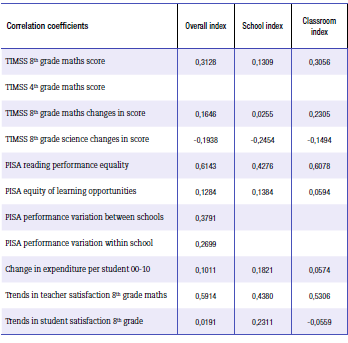 Correlation coefficients Overall index School index Classroom index
TIMSS 8th grade maths score 0,3128 0,1309 0,3056
TIMSS 4th grade maths score
TIMSS 8th grade maths changes in score 0,1646 0,0255 0,2305
TIMSS 8th grade science changes in score -0,1938 -0,2454 -0,1494
PISA reading performance equality 0,6143 0,4276 0,6078
PISA equity of learning opportunities 0,1284 0,1384 0,0594
PISA performance variation between schools 0,3791
PISA performance variation within school 0,2699
Change in expenditure per student 00-10 0,1011 0,1821 0,0574
Trends in teacher satisfaction 8th grade maths 0,5914 0,4380 0,5306
Trends in student satisfaction 8th grade 0,0191 0,2311 -0,0559